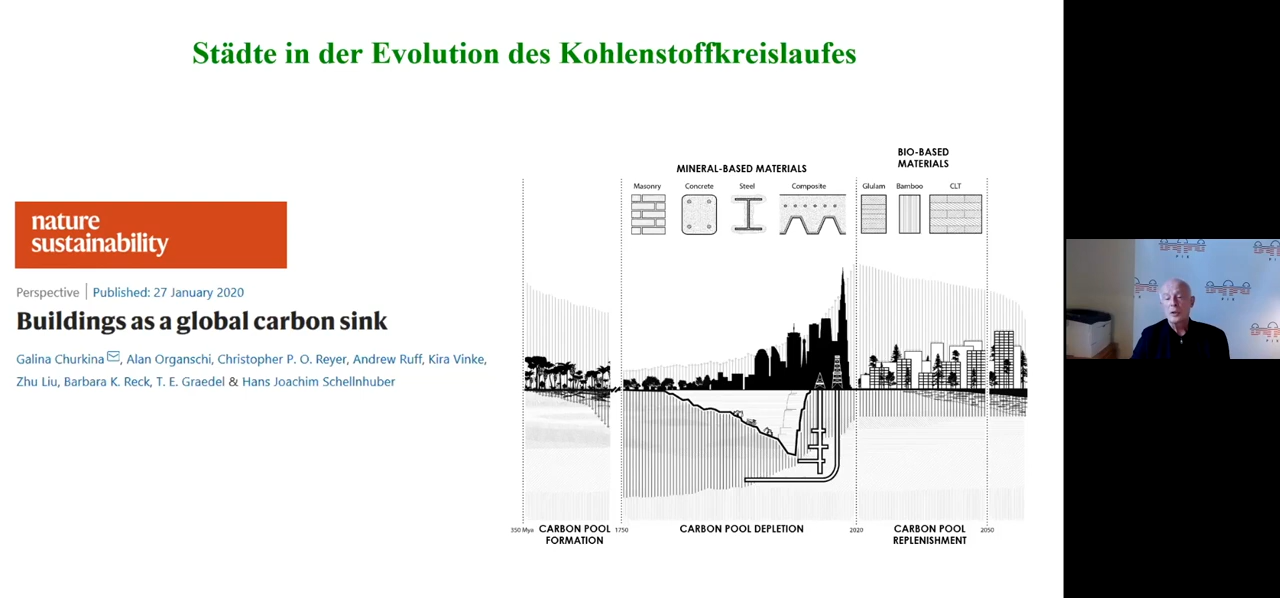 Städte in der Evolution des Kohlenstoffkreislaufes
nature
sustainability
Perspective | Published: 27 January 2020
Buildings as a global carbon sink
Galina Churkina, Alan Organschi, Christopher P. O. Reyer, Andrew Ruff, Kira Vinke,
Zhu Liu, Barbara K. Reck, T. E. Graedel & Hans Joachim Schellnhuber
MINERAL-BASED MATERIALS
BIO-BASED
MATERIALS
Masonry Concrete Steel Composite Glulam Bamboo CLT
350 Mya 1750 2020 2050
CARBON POOL
FORMATION
CARBON POOL DEPLETION
CARBON POOL
REPLENISHMENT
PIK
PIK
PIK